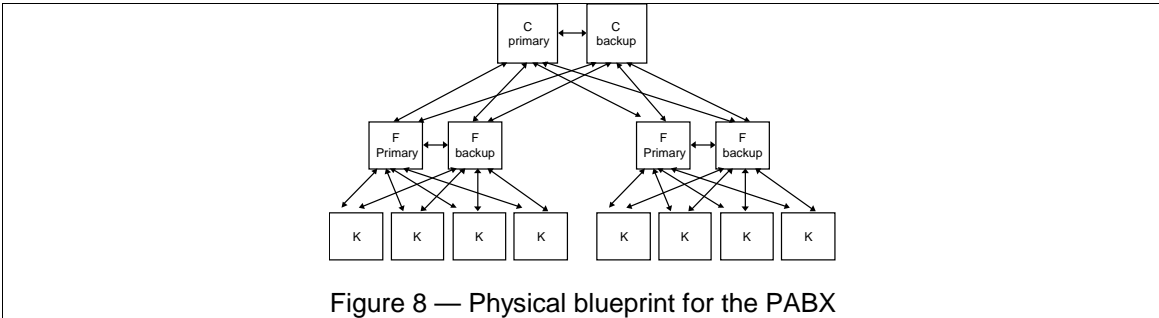 C
primary
C
backup
F
Primary
F
backup
F
Primary
F
backup
K
K
K
K
K
K
K
K
Figure 8 — Physical blueprint for the PABX